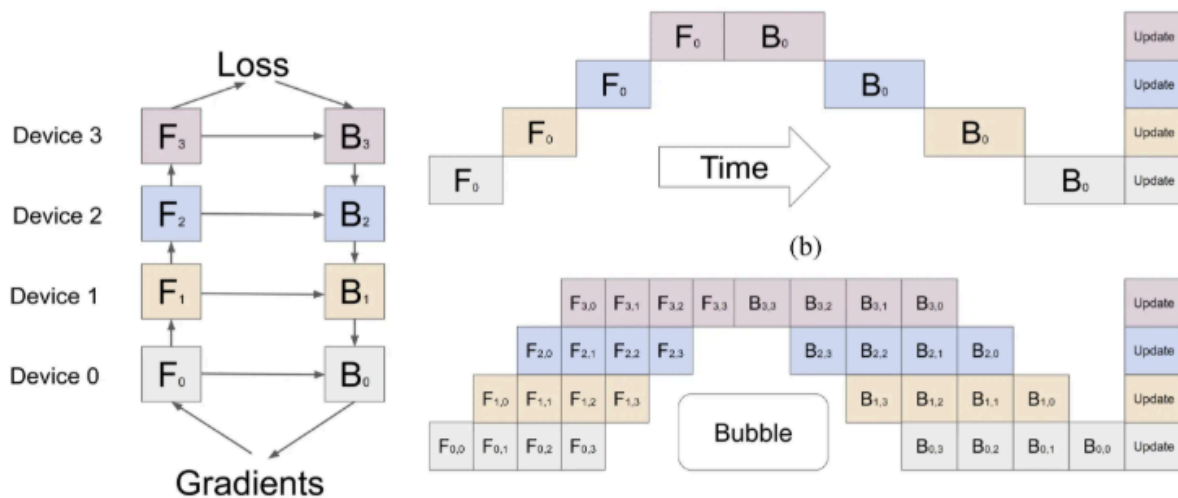 Loss
Device 3 F₃ B₃
Device 2 F₂ B₂
Device 1 F₁ B₁
Device 0 F₀ B₀
Gradients
F₀ B₀ Update
F₀ B₀ Update
F₀ B₀ Update
F₀ B₀ Update
Time
(b)
F₃,₀ F₃,₁ F₃,₂ F₃,₃ B₃,₃ B₃,₂ B₃,₁ B₃,₀ Update
F₂,₀ F₂,₁ F₂,₂ F₂,₃ B₂,₃ B₂,₂ B₂,₁ B₂,₀ Update
F₁,₀ F₁,₁ F₁,₂ F₁,₃ B₁,₃ B₁,₂ B₁,₁ B₁,₀ Update
F₀,₀ F₀,₁ F₀,₂ F₀,₃ B₀,₃ B₀,₂ B₀,₁ B₀,₀ Update
Bubble